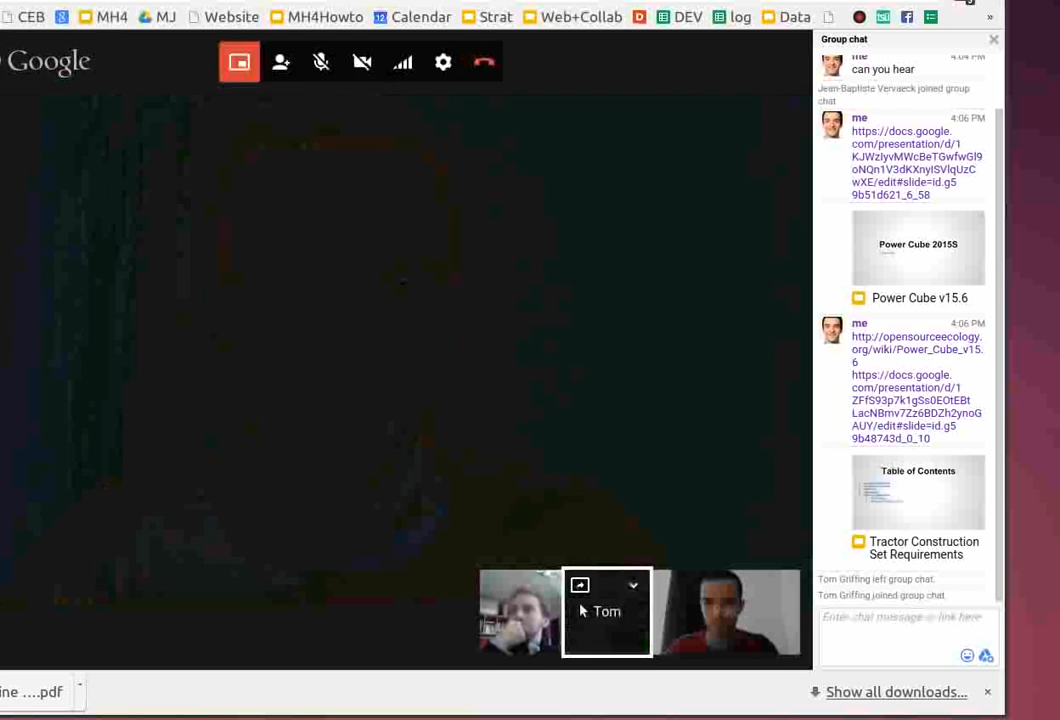 CEB MH4 MJ Website MH4Howto Calendar Strat Web+Collab DEV log Data »
Google
Group chat
me 4:04 PM
can you hear
Jean-Baptiste Vervaeck joined group
chat
me 4:06 PM
https://docs.google.
com/presentation/d/1
KJWzIyvMWcBeTGwfwGl9
oNQn1V3dKXnyISVlqUzC
wXE/edit#slide=id.g5
9b51d621_6_58
Power Cube 2015S
Power Cube v15.6
me 4:06 PM
http://opensourceecology.
org/wiki/Power_Cube_v15.
6
https://docs.google.
com/presentation/d/1
ZFfS93p7k1gSs0EOtEBt
LacNBmv7Zz6BDZh2ynoG
AUY/edit#slide=id.g5
9b48743d_0_10
Table of Contents
Tractor Construction
Set Requirements
Tom Griffing left group chat.
Tom Griffing joined group chat
Enter chat message or link here
Tom
ine ....pdf
Show all downloads...